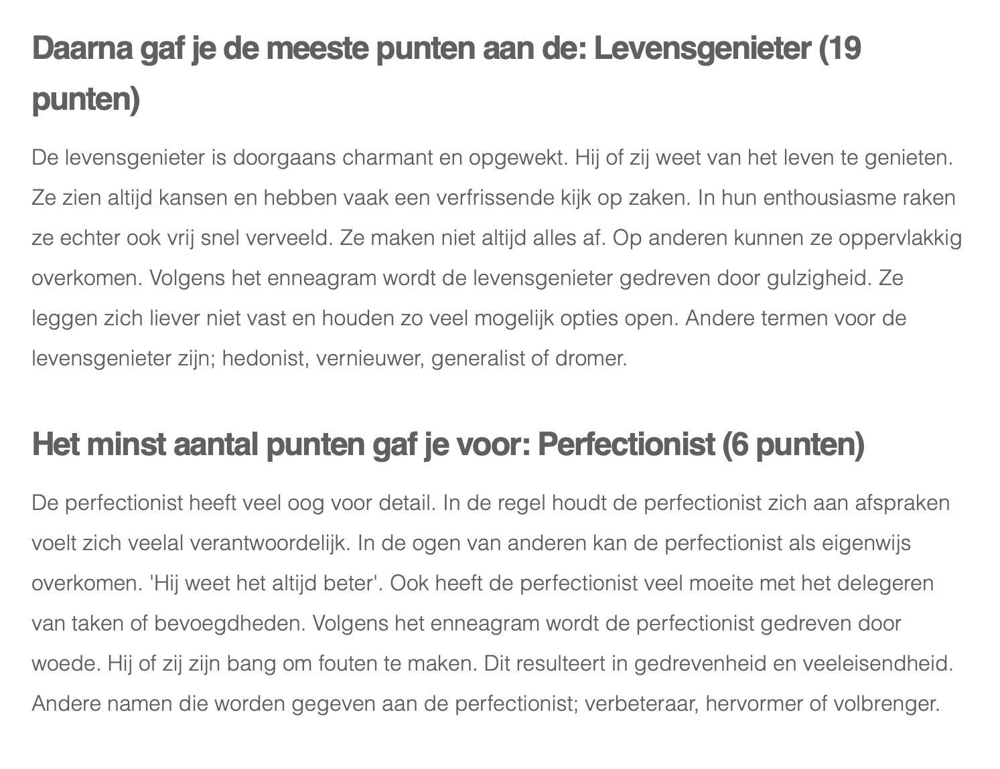 Daarna gaf je de meeste punten aan de: Levensgenieter (19
punten)
De levensgenieter is doorgaans charmant en opgewekt. Hij of zij weet van het leven te genieten.
Ze zien altijd kansen en hebben vaak een verfrissende kijk op zaken. In hun enthousiasme raken
ze echter ook vrij snel verveeld. Ze maken niet altijd alles af. Op anderen kunnen ze oppervlakkig
overkomen. Volgens het enneagram wordt de levensgenieter gedreven door gulzigheid. Ze
leggen zich liever niet vast en houden zo veel mogelijk opties open. Andere termen voor de
levensgenieter zijn; hedonist, vernieuwer, generalist of dromer.
Het minst aantal punten gaf je voor: Perfectionist (6 punten)
De perfectionist heeft veel oog voor detail. In de regel houdt de perfectionist zich aan afspraken
voelt zich veelal verantwoordelijk. In de ogen van anderen kan de perfectionist als eigenwijs
overkomen. 'Hij weet het altijd beter'. Ook heeft de perfectionist veel moeite met het delegeren
van taken of bevoegdheden. Volgens het enneagram wordt de perfectionist gedreven door
woede. Hij of zij zijn bang om fouten te maken. Dit resulteert in gedrevenheid en veeleisendheid.
Andere namen die worden gegeven aan de perfectionist; verbeteraar, hervormer of volbrenger.